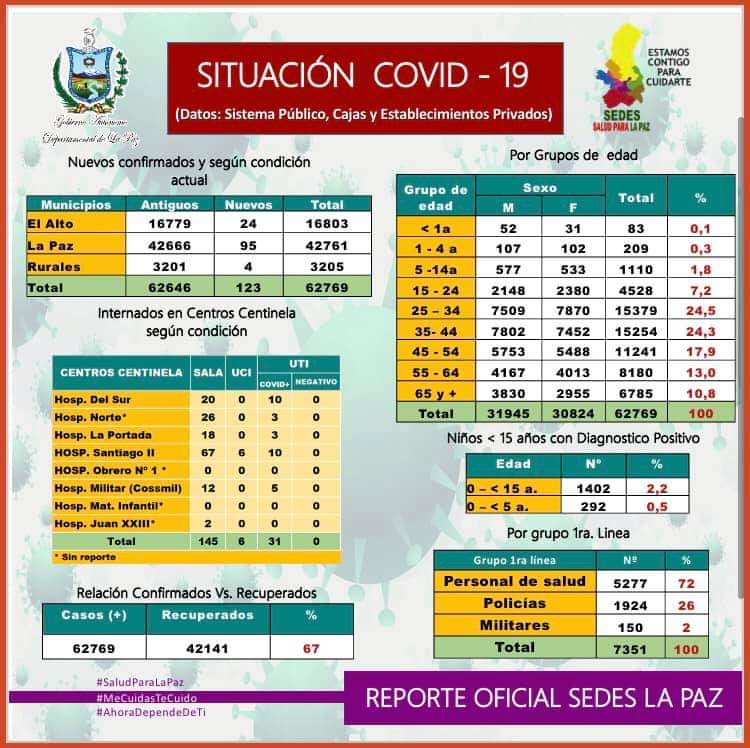 Gobierno Autónomo
Departamental de La Paz
SITUACIÓN COVID - 19
(Datos: Sistema Público, Cajas y Establecimientos Privados)
ESTAMOS
CONTIGO
PARA
CUIDARTE
SEDES
SALUD PARA LA PAZ
Nuevos confirmados y según condición
actual
Municipios Antiguos Nuevos Total
El Alto 16779 24 16803
La Paz 42666 95 42761
Rurales 3201 4 3205
Total 62646 123 62769
Internados en Centros Centinela
según condición
CENTROS CENTINELA SALA UCI UTI
COVID+ NEGATIVO
Hosp. Del Sur 20 0 10 0
Hosp. Norte* 26 0 3 0
Hosp. La Portada 18 0 3 0
HOSP. Santiago II 67 6 10 0
HOSP. Obrero Nº 1 * 0 0 0 0
Hosp. Militar (Cossmil) 12 0 5 0
Hosp. Mat. Infantil* 0 0 0 0
Hosp. Juan XXIII* 2 0 0 0
Total 145 6 31 0
* Sin reporte
Relación Confirmados Vs. Recuperados
Casos (+) Recuperados %
62769 42141 67
Por Grupos de edad
Grupo de edad Sexo Total %
M F
< 1a 52 31 83 0,1
1 - 4 a 107 102 209 0,3
5 -14a 577 533 1110 1,8
15 - 24 2148 2380 4528 7,2
25 – 34 7509 7870 15379 24,5
35- 44 7802 7452 15254 24,3
45 - 54 5753 5488 11241 17,9
55 - 64 4167 4013 8180 13,0
65 y + 3830 2955 6785 10,8
Total 31945 30824 62769 100
Niños < 15 años con Diagnostico Positivo
Edad Nº %
0 – < 15 a. 1402 2,2
0 – < 5 a. 292 0,5
Por grupo 1ra. Linea
Grupo 1ra línea Nº %
Personal de salud 5277 72
Policías 1924 26
Militares 150 2
Total 7351 100
#SaludParaLaPaz
#MeCuidasTeCuido
#AhoraDependeDeTi
REPORTE OFICIAL SEDES LA PAZ